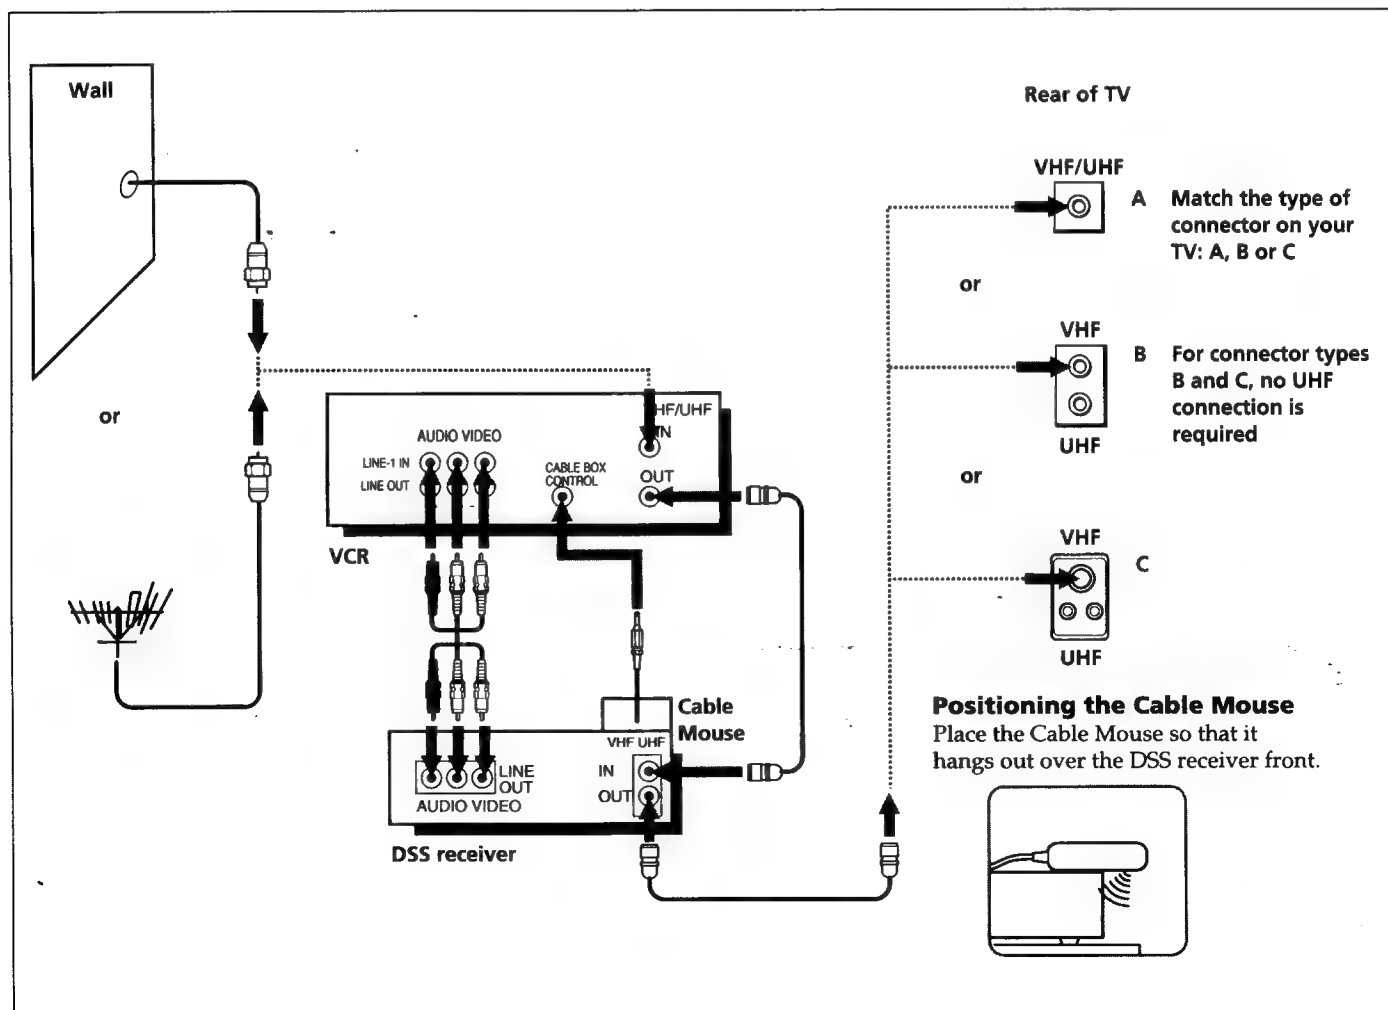 Wall
or
Rear of TV
VHF/UHF
A
Match the type of
connector on your
TV: A, B or C
or
VHF
UHF
B
For connector types
B and C, no UHF
connection is
required
or
VHF
C
UHF
HF/UHF
IN
AUDIO VIDEO
LINE-1 IN
LINE OUT
CABLE BOX
CONTROL
OUT
VCR
Cable
Mouse
VHF UHF
IN
OUT
LINE
OUT
AUDIO VIDEO
DSS receiver
Positioning the Cable Mouse
Place the Cable Mouse so that it
hangs out over the DSS receiver front.